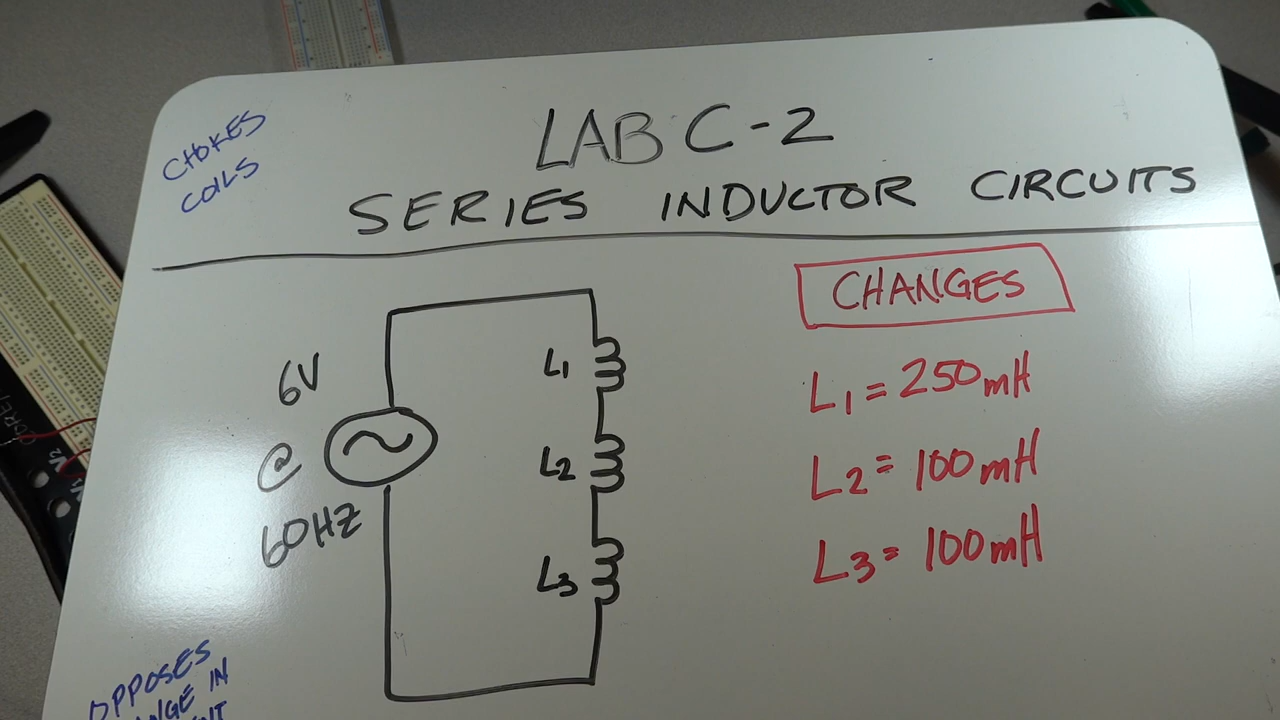 CHOKES
COILS
LAB C-2
SERIES INDUCTOR CIRCUITS
6V
@
60HZ
L1
L2
L3
CHANGES
L1 = 250mH
L2 = 100mH
L3 = 100mH
OPPOSES
IN